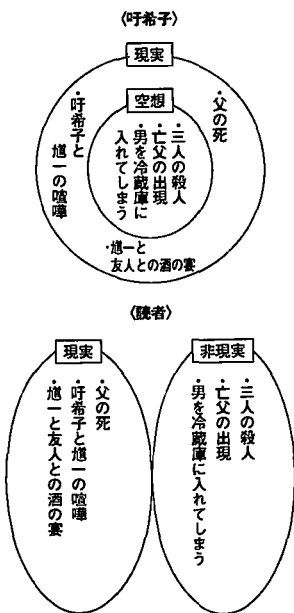 〈吁希子〉
現実
・父の死
空想
・三人の殺人
・亡父の出現
・男を冷蔵庫に
入れてしまう
・吁希子と
馗一の喧嘩
・馗一と
友人との酒の宴
〈読者〉
非現実
・三人の殺人
・亡父の出現
・男を冷蔵庫に入れてしまう
現実
・父の死
・吁希子と馗一の喧嘩
・馗一と友人との酒の宴